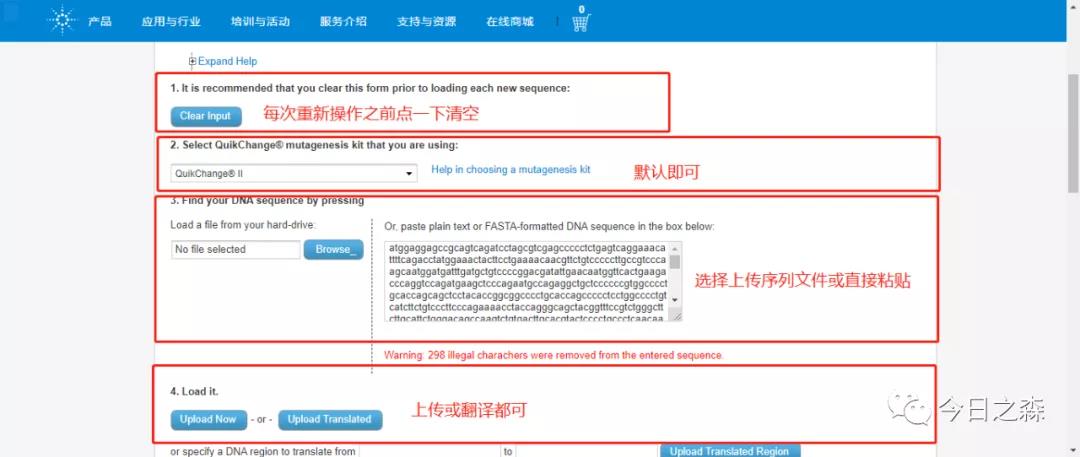 产品 应用与行业 培训与活动 服务介绍 支持与资源 在线商城 0
Expand Help
1. It is recommended that you clear this form prior to loading each new sequence:
Clear Input 每次重新操作之前点一下清空
2. Select QuikChange® mutagenesis kit that you are using:
QuikChange® II Help in choosing a mutagenesis kit 默认即可
3. Find your DNA sequence by pressing
Load a file from your hard-drive: Or, paste plain text or FASTA-formatted DNA sequence in the box below:
No file selected Browse_
atggaggagccgcagtcagatcctagcgtcgagccccctctgagtcaggaaaca
ttttcagacctatggaaactacttcctgaaaacaacgttctgtcccccttgccgtccca
agcaatggatgatttgatgctgtccccggacgatattgaacaatggttcactgaaga
cccaggtccagatgaagctcccagaatgccagaggctgctccccccgtggcccct
gcaccagcagctcctacaccggcggcccctgcaccagccccctcctggcccctgt
catcttctgtcccttcccagaaaacctaccagggcagctacggtttccgtctgggctt
cttgcattctgggacagccaagtctgtgacttgcacgtactcccctgccctcaacaa
选择上传序列文件或直接粘贴
Warning: 298 illegal charachers were removed from the entered sequence.
4. Load it.
Upload Now - or - Upload Translated 上传或翻译都可
今日之森
or specify a DNA region to translate from to Upload Translated Region